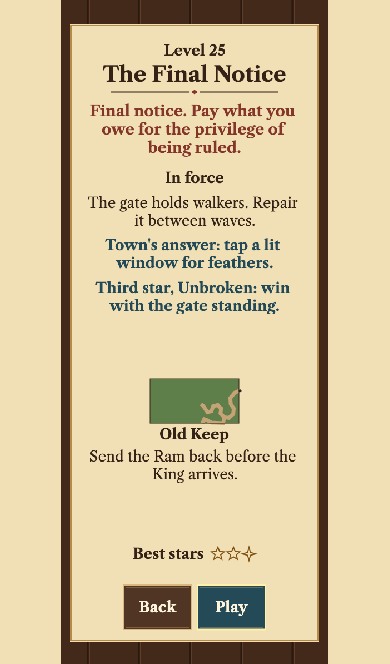 Level 25
The Final Notice
Final notice. Pay what you
owe for the privilege of
being ruled.
In force
The gate holds walkers. Repair
it between waves.
Town's answer: tap a lit
window for feathers.
Third star, Unbroken: win
with the gate standing.
Old Keep
Send the Ram back before the
King arrives.
Best stars
Back
Play